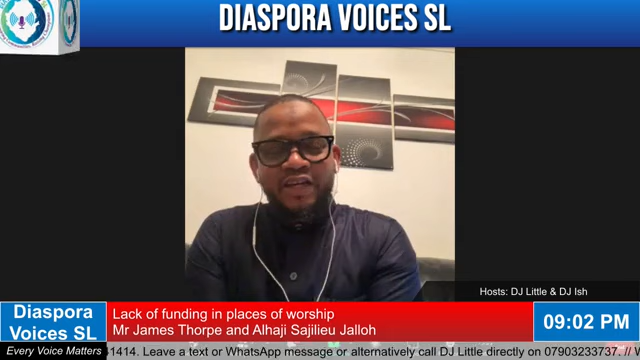 DIASPORA VOICES SL
Hosts: DJ Little & DJ Ish
Diaspora
Voices SL
Lack of funding in places of worship
Mr James Thorpe and Alhaji Sajilieu Jalloh
09:02 PM
Every Voice Matters
1414. Leave a text or WhatsApp message or alternatively call DJ Little directly on 07903233737. //